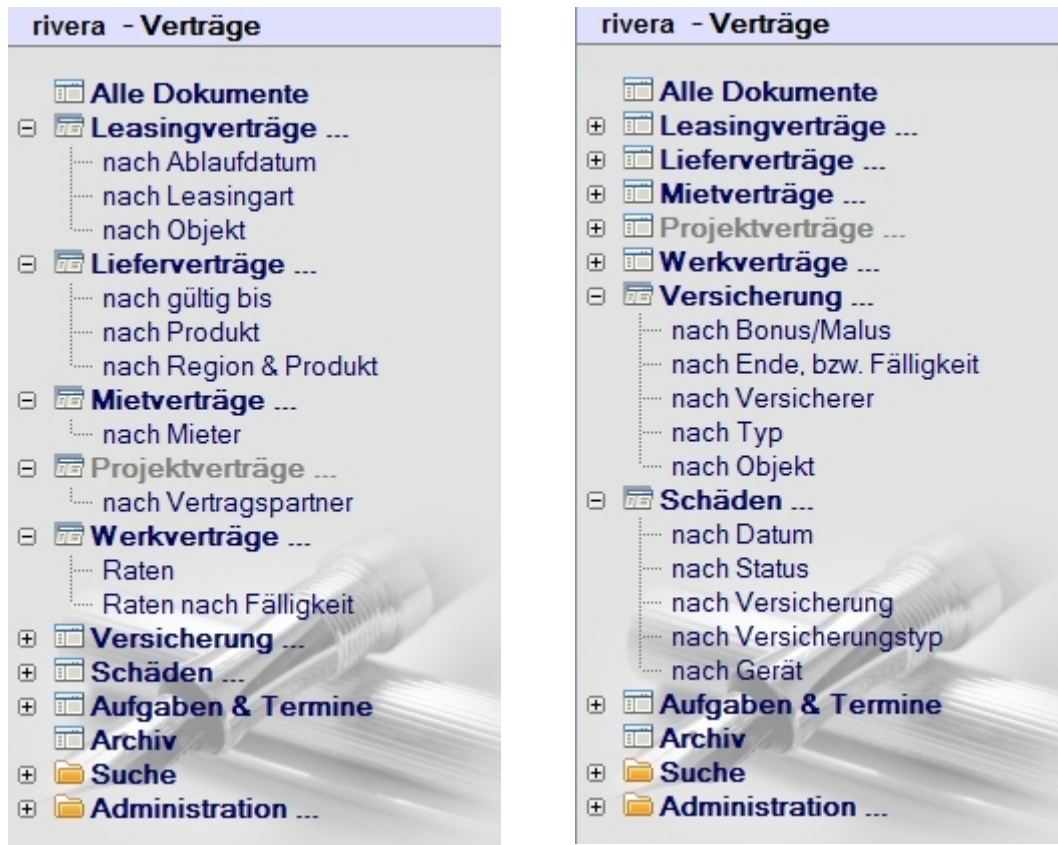 rivera - Verträge
Alle Dokumente
Leasingverträge ...
nach Ablaufdatum
nach Leasingart
nach Objekt
Lieferverträge ...
nach gültig bis
nach Produkt
nach Region & Produkt
Mietverträge ...
nach Mieter
Projektverträge ...
nach Vertragspartner
Werkverträge ...
Raten
Raten nach Fälligkeit
Versicherung ...
Schäden ...
Aufgaben & Termine
Archiv
Suche
Administration ...
rivera - Verträge
Alle Dokumente
Leasingverträge ...
Lieferverträge ...
Mietverträge ...
Projektverträge ...
Werkverträge ...
Versicherung ...
nach Bonus/Malus
nach Ende, bzw. Fälligkeit
nach Versicherer
nach Typ
nach Objekt
Schäden ...
nach Datum
nach Status
nach Versicherung
nach Versicherungstyp
nach Gerät
Aufgaben & Termine
Archiv
Suche
Administration ...